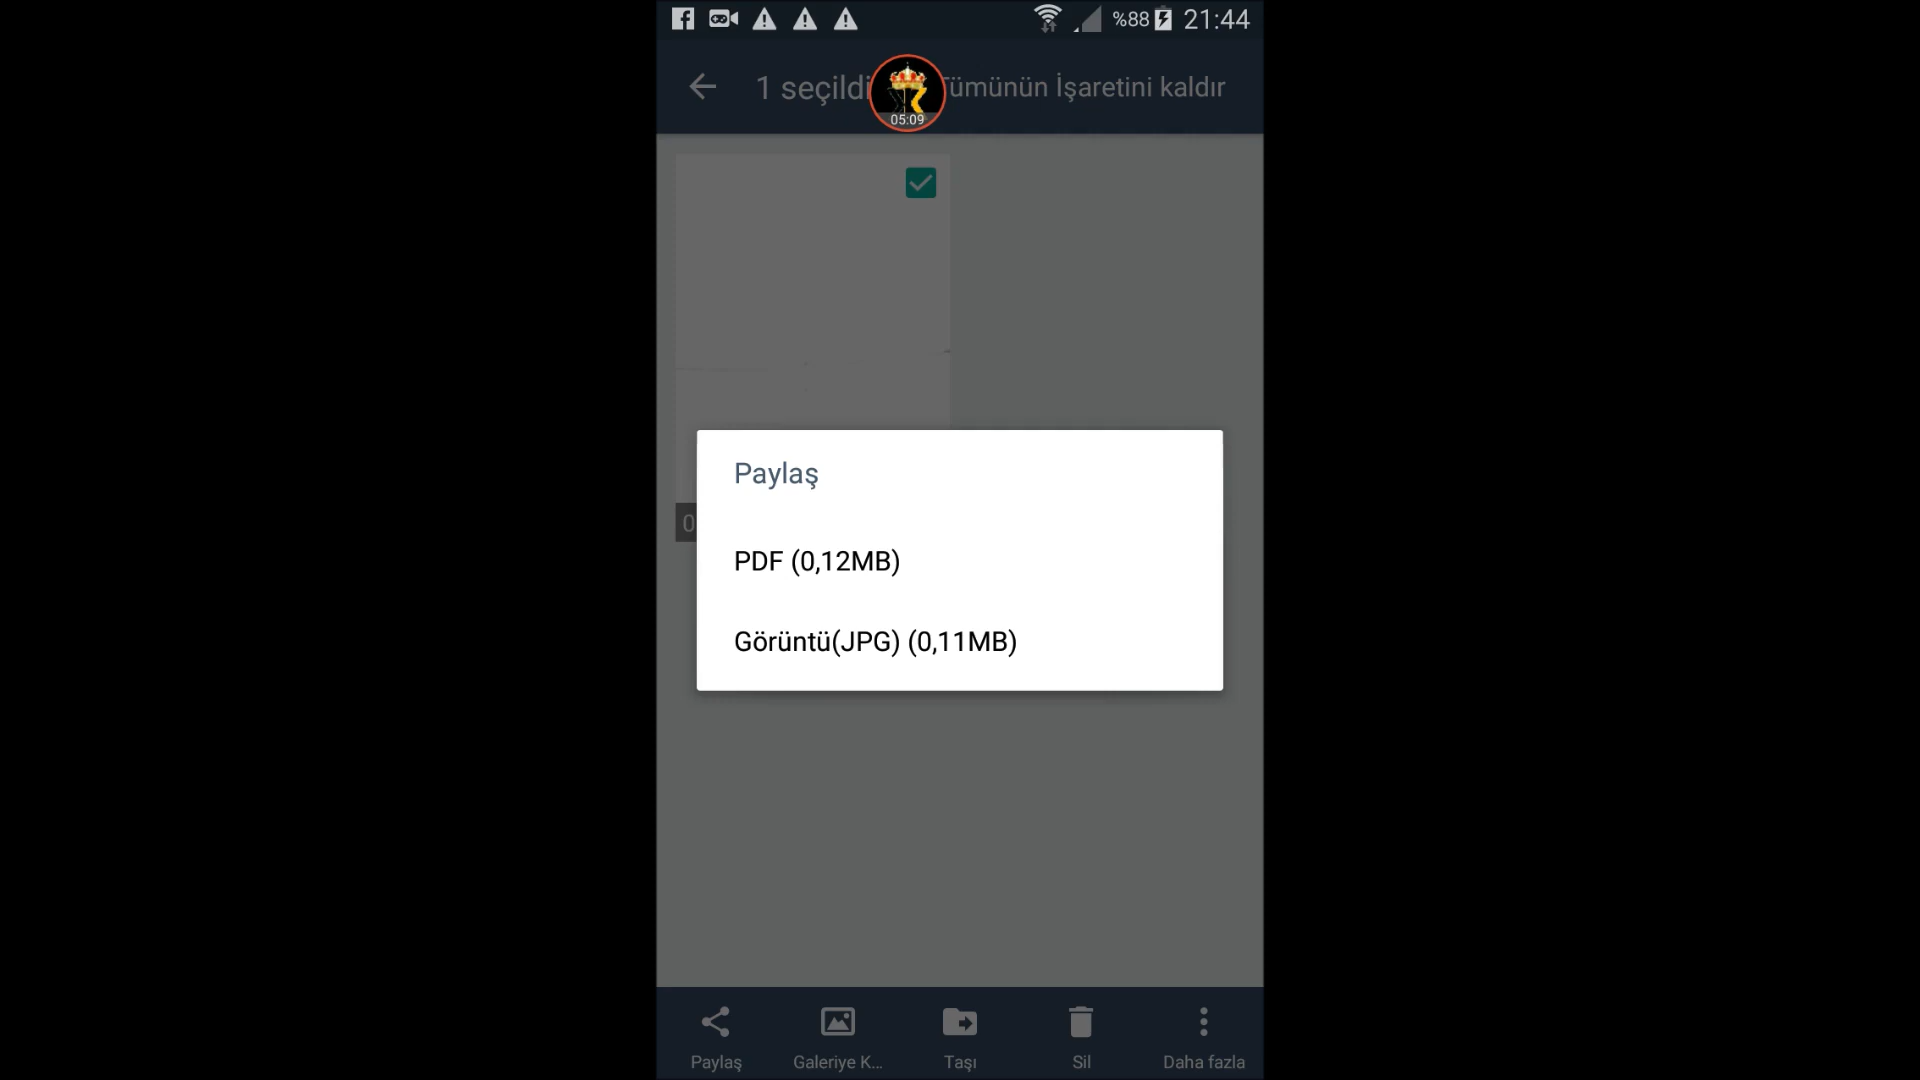 %88 21:44
1 seçildi Tümünün İşaretini kaldır
05:09
0
Paylaş
PDF (0,12MB)
Görüntü(JPG) (0,11MB)
Paylaş Galeriye K... Taşı Sil Daha fazla